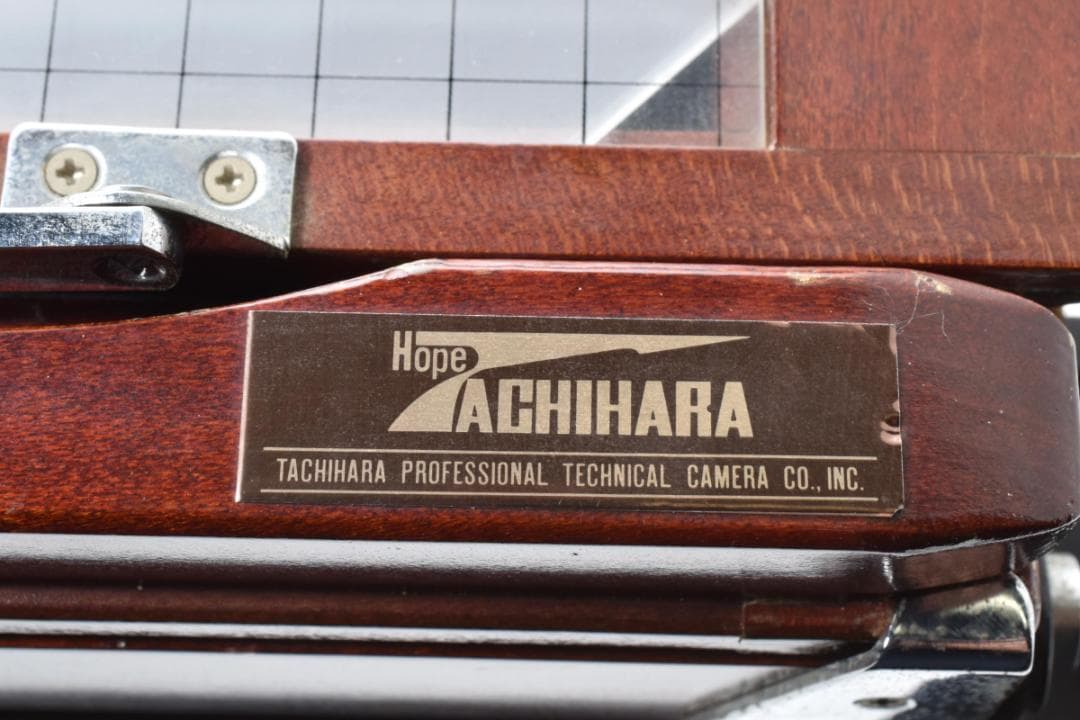 Hope
TACHIHARA
TACHIHARA PROFESSIONAL TECHNICAL CAMERA CO., INC.